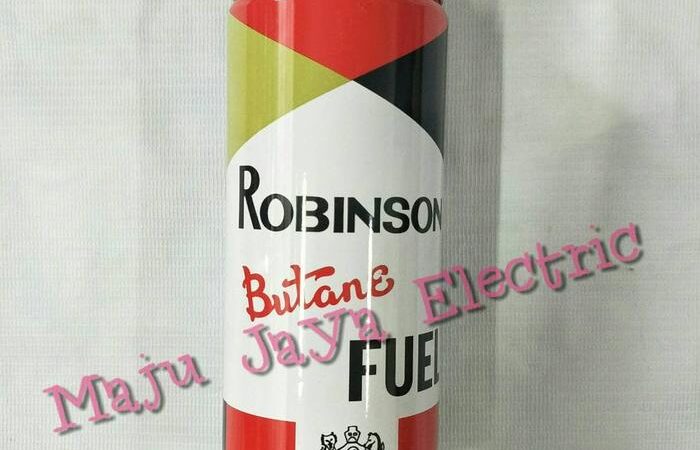 ROBINSON
Butane
FUEL
Maju Jaya Electric